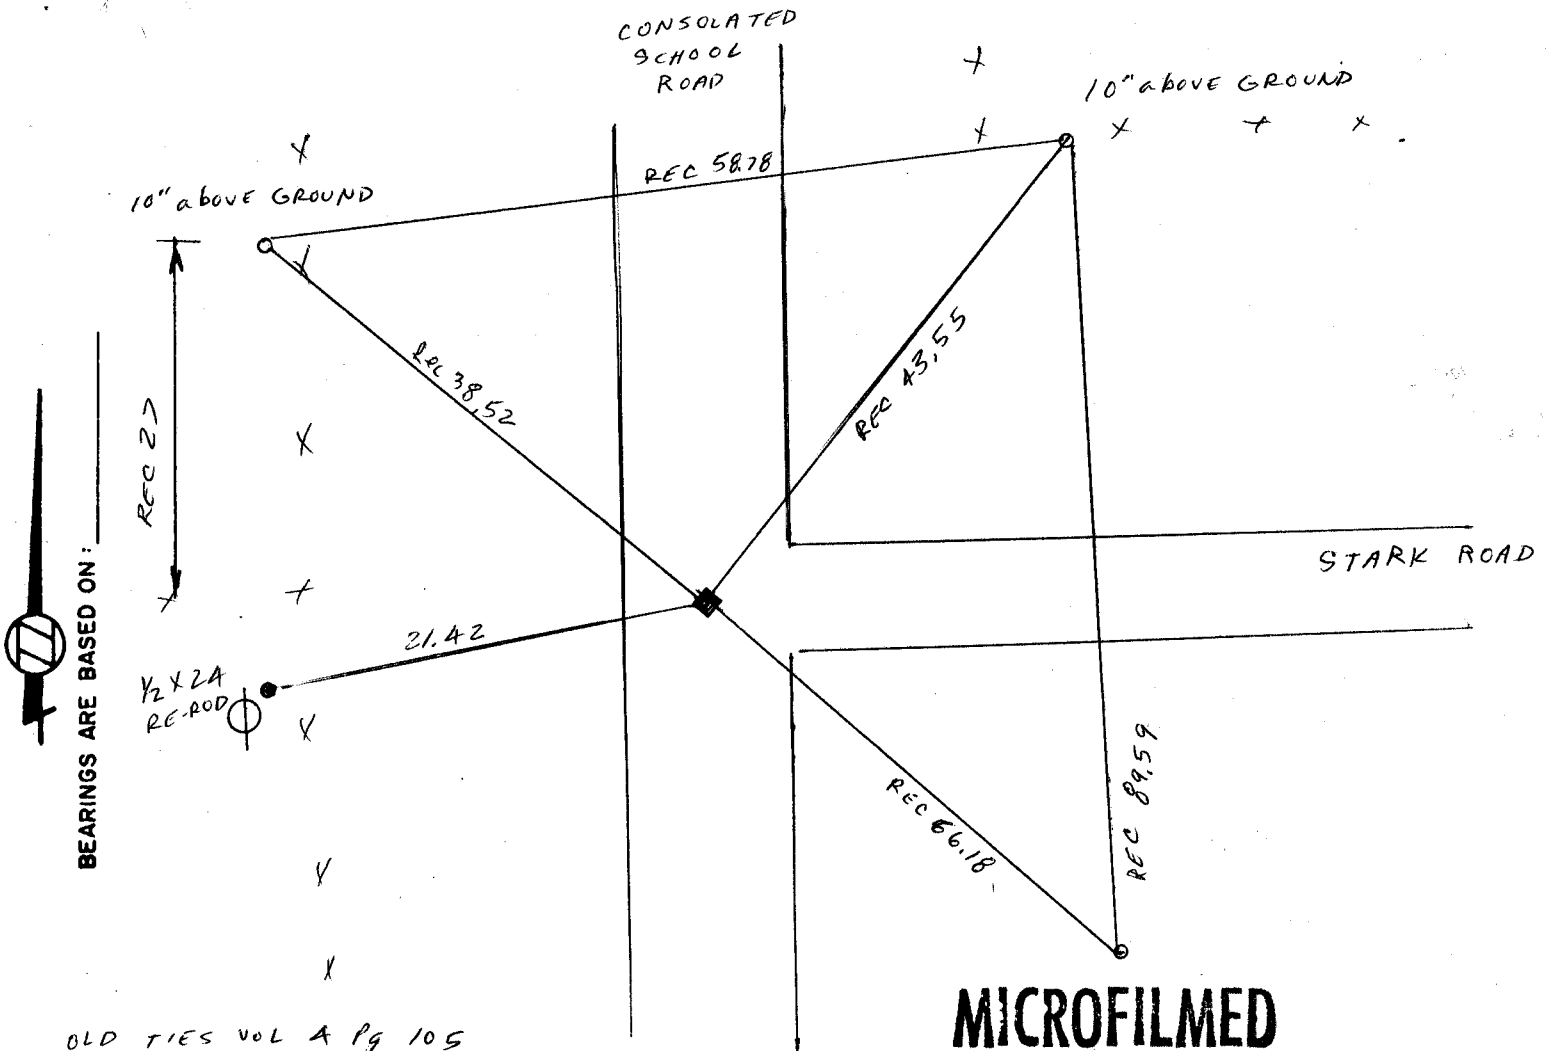 CONSOLATED
SCHOOL
ROAD
10" above GROUND
10" above GROUND
REC 58.78
REC 43.55
Rec 38.52
REC 27
STARK ROAD
21.42
1/2 X 24
RE-ROD
BEARINGS ARE BASED ON:
REC 66.18
REC 89.59
MICROFILMED
OLD TIES VOL 4 Pg 105